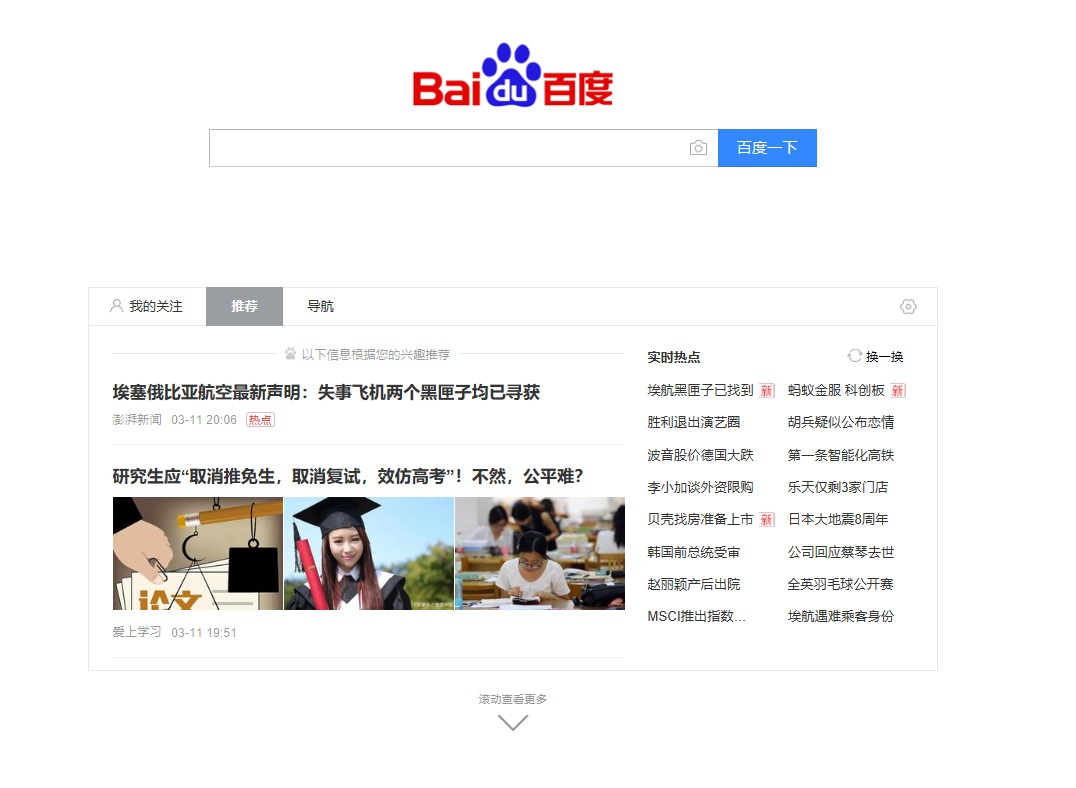 Bai du 百度
百度一下
我的关注 推荐 导航
以下信息根据您的兴趣推荐
埃塞俄比亚航空最新声明：失事飞机两个黑匣子均已寻获
澎湃新闻 03-11 20:06 热点
研究生应“取消推免生，取消复试，效仿高考”！不然，公平难？
论文
爱上学习 03-11 19:51
实时热点 换一换
埃航黑匣子已找到 新 蚂蚁金服 科创板 新
胜利退出演艺圈 胡兵疑似公布恋情
波音股价德国大跌 第一条智能化高铁
李小加谈外资限购 乐天仅剩3家门店
贝壳找房准备上市 新 日本大地震8周年
韩国前总统受审 公司回应蔡琴去世
赵丽颖产后出院 全英羽毛球公开赛
MSCI推出指数... 埃航遇难乘客身份
滚动查看更多